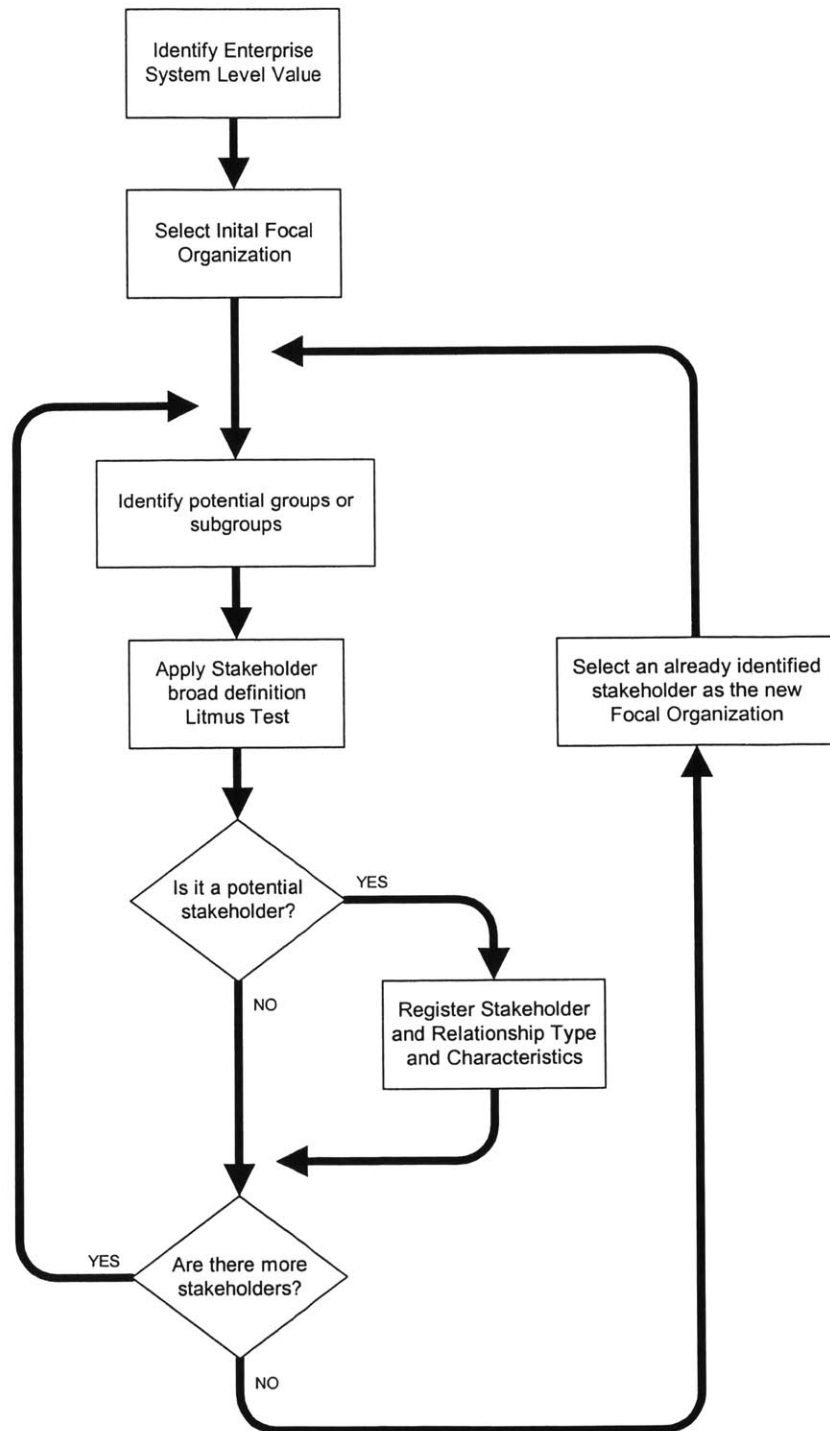 Identify Enterprise
System Level Value
Select Inital Focal
Organization
Identify potential groups or
subgroups
Apply Stakeholder
broad definition
Litmus Test
Select an already identified
stakeholder as the new
Focal Organization
Is it a potential
stakeholder?
YES
NO
Register Stakeholder
and Relationship Type
and Characteristics
YES
Are there more
stakeholders?
NO